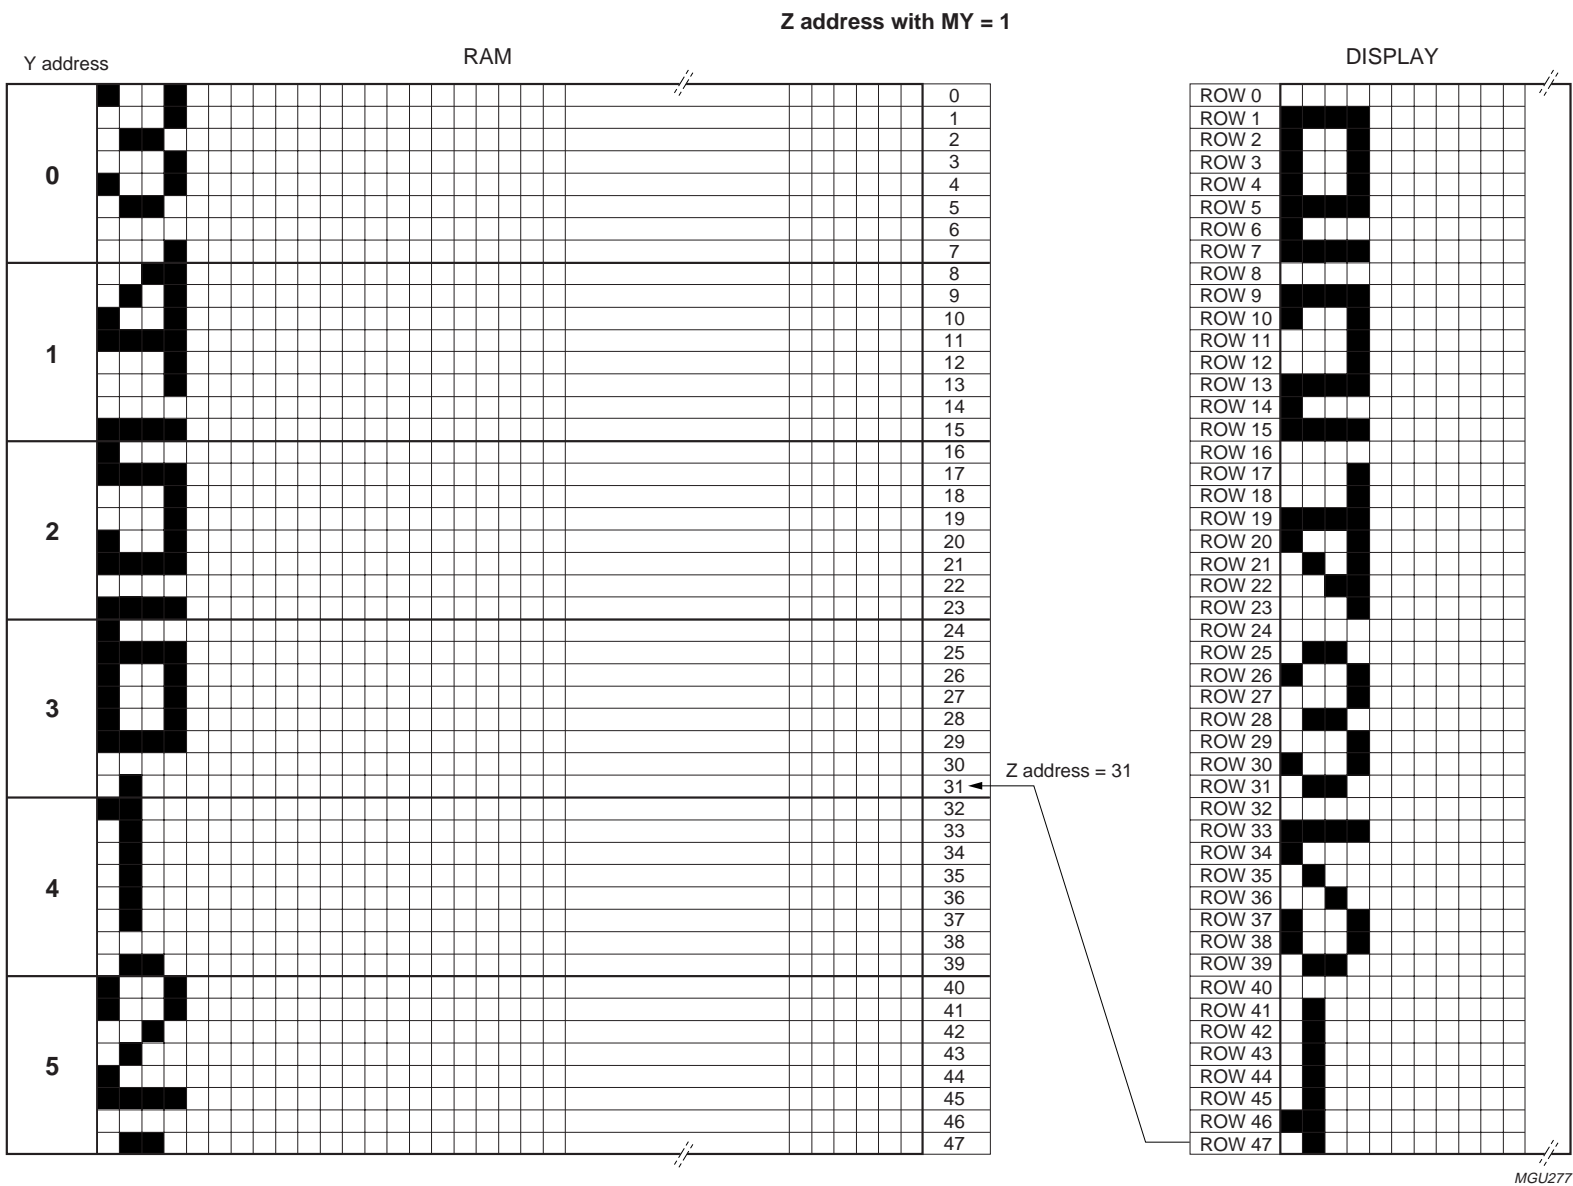 Z address with MY = 1
RAM
DISPLAY
Y address
0
1
2
3
4
5
0
1
2
3
4
5
6
7
8
9
10
11
12
13
14
15
16
17
18
19
20
21
22
23
24
25
26
27
28
29
30
31
32
33
34
35
36
37
38
39
40
41
42
43
44
45
46
47
Z address = 31
ROW 0
ROW 1
ROW 2
ROW 3
ROW 4
ROW 5
ROW 6
ROW 7
ROW 8
ROW 9
ROW 10
ROW 11
ROW 12
ROW 13
ROW 14
ROW 15
ROW 16
ROW 17
ROW 18
ROW 19
ROW 20
ROW 21
ROW 22
ROW 23
ROW 24
ROW 25
ROW 26
ROW 27
ROW 28
ROW 29
ROW 30
ROW 31
ROW 32
ROW 33
ROW 34
ROW 35
ROW 36
ROW 37
ROW 38
ROW 39
ROW 40
ROW 41
ROW 42
ROW 43
ROW 44
ROW 45
ROW 46
ROW 47
MGU277